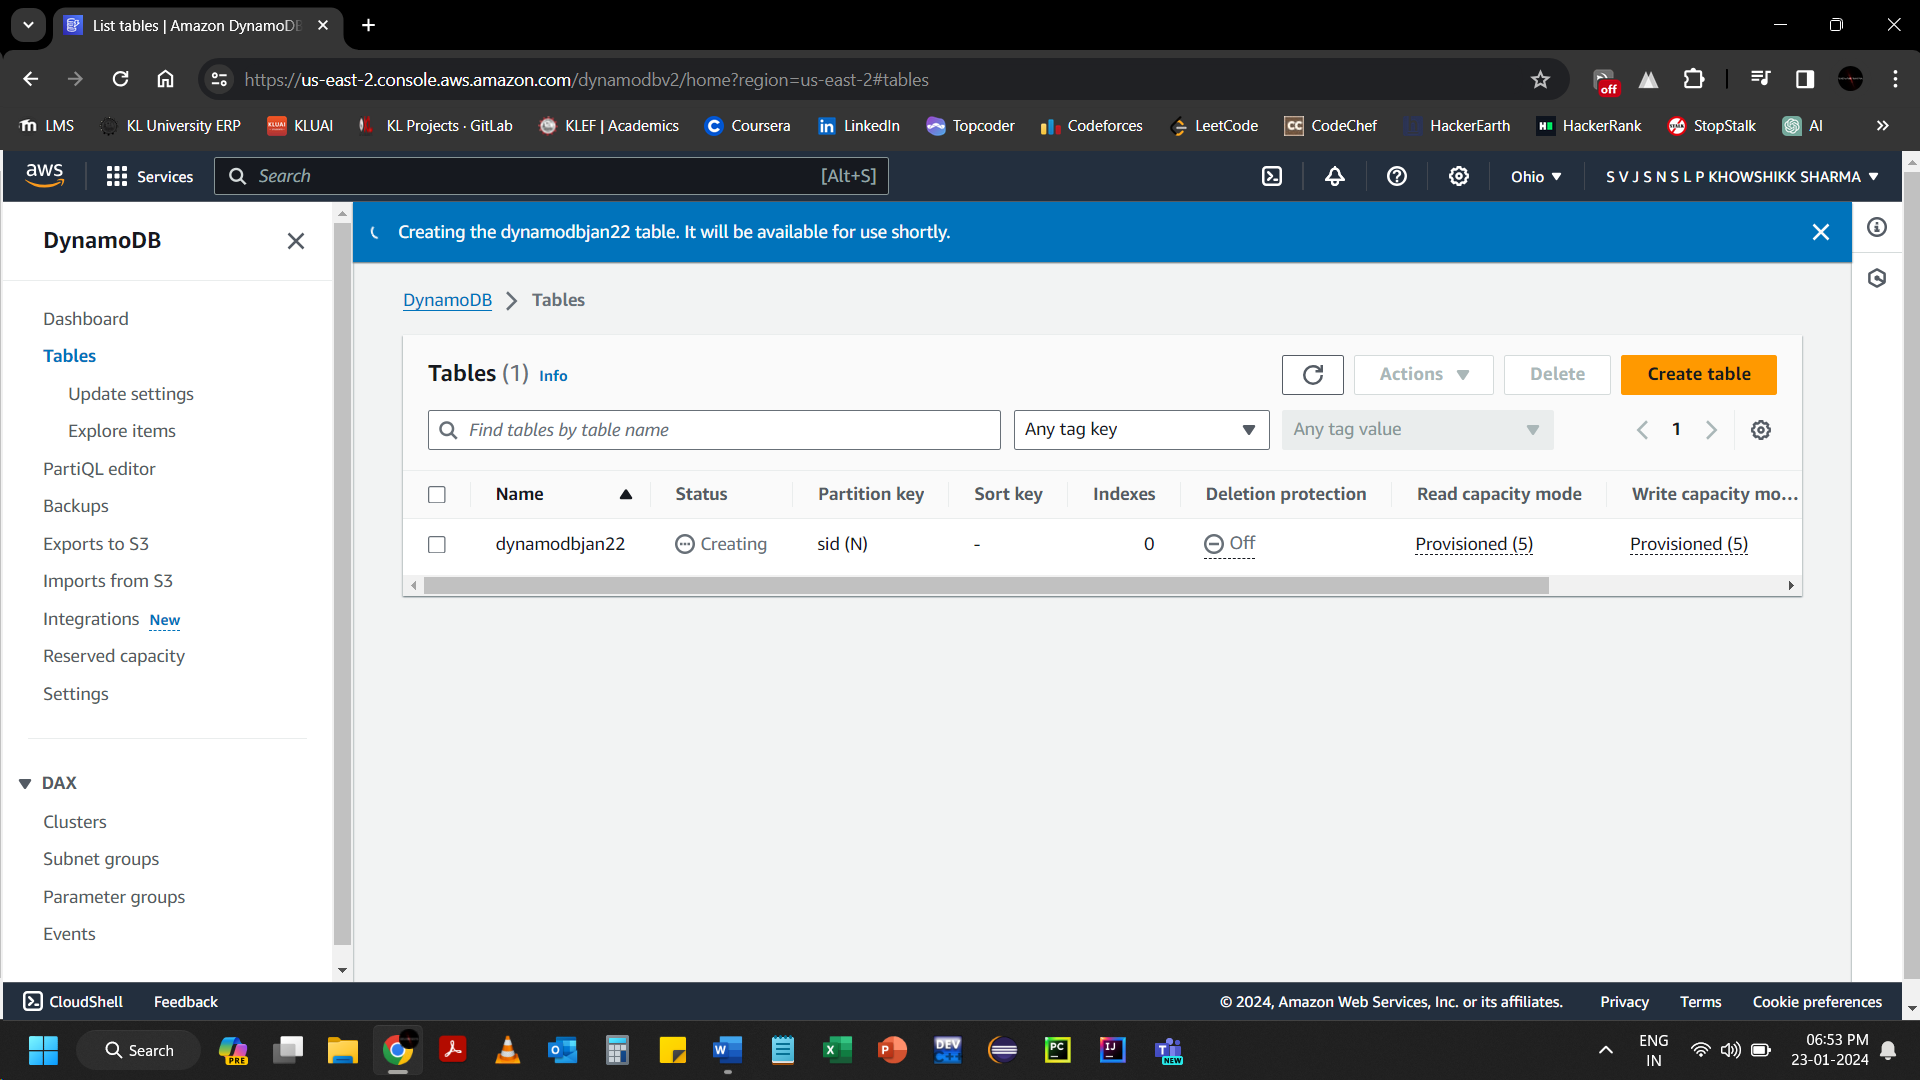 List tables | Amazon DynamoDB
https://us-east-2.console.aws.amazon.com/dynamodbv2/home?region=us-east-2#tables
off
LMS KL University ERP KLUAI KL Projects · GitLab KLEF | Academics Coursera LinkedIn Topcoder Codeforces LeetCode CodeChef HackerEarth HackerRank StopStalk AI
aws Services Search [Alt+S] Ohio S V J S N S L P KHOWSHIKK SHARMA
DynamoDB
Creating the dynamodbjan22 table. It will be available for use shortly.
Dashboard
Tables
Update settings
Explore items
PartiQL editor
Backups
Exports to S3
Imports from S3
Integrations New
Reserved capacity
Settings
DAX
Clusters
Subnet groups
Parameter groups
Events
DynamoDB Tables
Tables (1) Info
Actions Delete Create table
Find tables by table name Any tag key Any tag value 1
Name Status Partition key Sort key Indexes Deletion protection Read capacity mode Write capacity mo...
dynamodbjan22 Creating sid (N) - 0 Off Provisioned (5) Provisioned (5)
CloudShell Feedback © 2024, Amazon Web Services, Inc. or its affiliates. Privacy Terms Cookie preferences
Search
PRE
DEV
C++
PC
IJ
NEW
ENG
IN
06:53 PM
23-01-2024